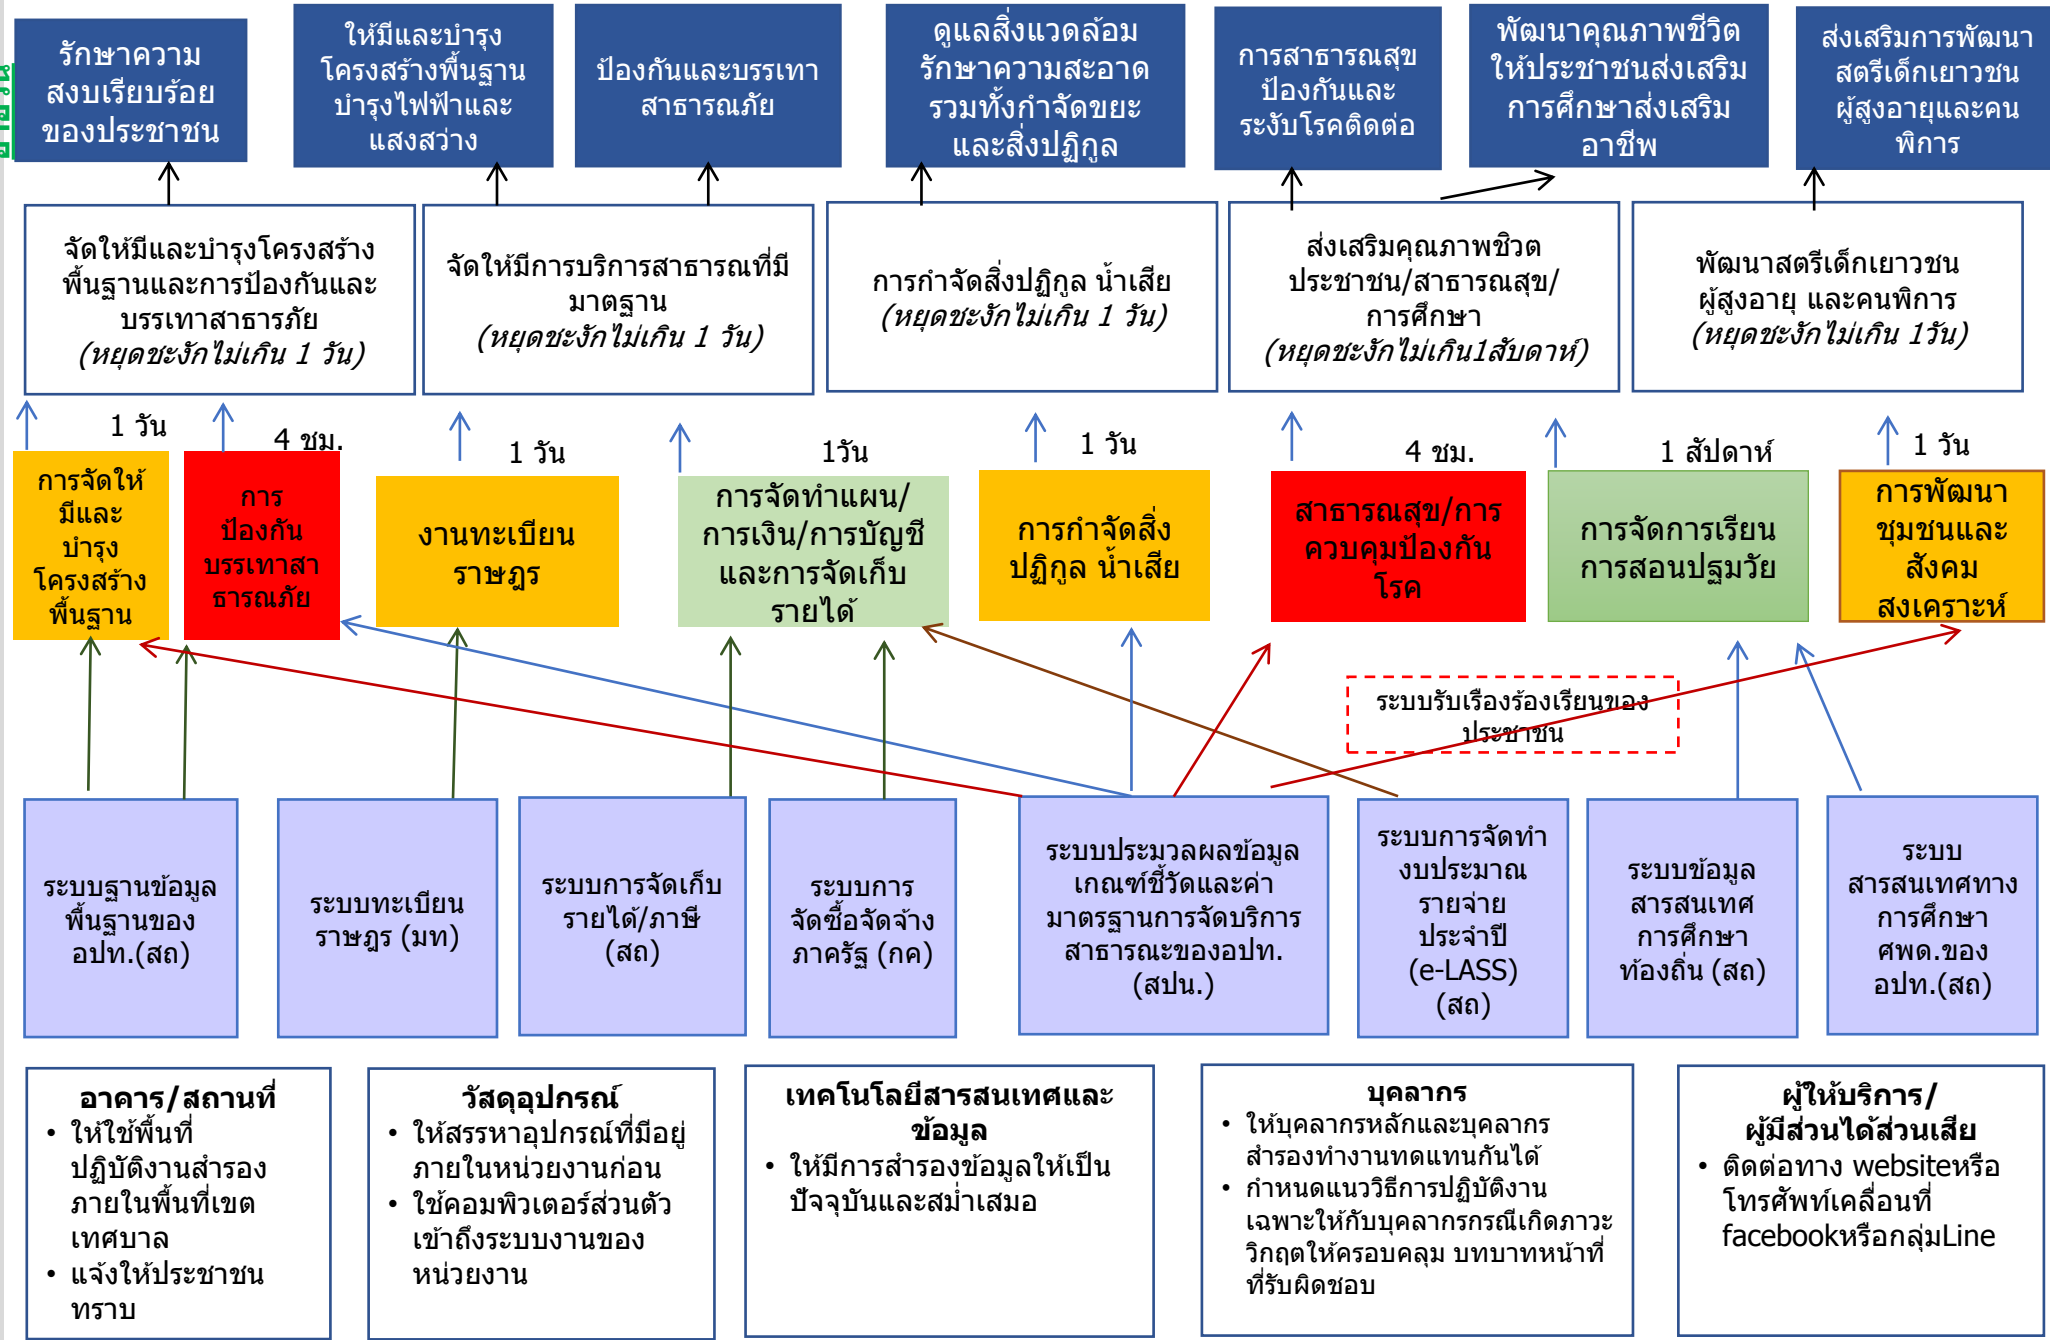 รักษาความ
สงบเรียบร้อย
ของประชาชน
ให้มีและบำรุง
โครงสร้างพื้นฐาน
บำรุงไฟฟ้าและ
แสงสว่าง
ป้องกันและบรรเทา
สาธารณภัย
ดูแลสิ่งแวดล้อม
รักษาความสะอาด
รวมทั้งกำจัดขยะ
และสิ่งปฏิกูล
การสาธารณสุข
ป้องกันและ
ระงับโรคติดต่อ
พัฒนาคุณภาพชีวิต
ให้ประชาชนส่งเสริม
การศึกษาส่งเสริม
อาชีพ
ส่งเสริมการพัฒนา
สตรีเด็กเยาวชน
ผู้สูงอายุและคน
พิการ
จัดให้มีและบำรุงโครงสร้าง
พื้นฐานและการป้องกันและ
บรรเทาสาธารภัย
(หยุดชะงักไม่เกิน 1 วัน)
จัดให้มีการบริการสาธารณที่มี
มาตฐาน
(หยุดชะงักไม่เกิน 1 วัน)
การกำจัดสิ่งปฏิกูล น้ำเสีย
(หยุดชะงักไม่เกิน 1 วัน)
ส่งเสริมคุณภาพชิวต
ประชาชน/สาธารณสุข/
การศึกษา
(หยุดชะงักไม่เกิน1สับดาห์)
พัฒนาสตรีเด็กเยาวชน
ผู้สูงอายุ และคนพิการ
(หยุดชะงักไม่เกิน 1วัน)
1 วัน
4 ชม.
1 วัน
1วัน
1 วัน
4 ชม.
1 สัปดาห์
1 วัน
การจัดให้
มีและ
บำรุง
โครงสร้าง
พื้นฐาน
การ
ป้องกัน
บรรเทาสา
ธารณภัย
งานทะเบียน
ราษฎร
การจัดทำแผน/
การเงิน/การบัญชี
และการจัดเก็บ
รายได้
การกำจัดสิ่ง
ปฏิกูล น้ำเสีย
สาธารณสุข/การ
ควบคุมป้องกัน
โรค
การจัดการเรียน
การสอนปฐมวัย
การพัฒนา
ชุมชนและ
สังคม
สงเคราะห์
ระบบรับเรื่องร้องเรียนของ
ประชาชน
ระบบฐานข้อมูล
พื้นฐานของ
อปท.(สถ)
ระบบทะเบียน
ราษฎร (มท)
ระบบการจัดเก็บ
รายได้/ภาษี
(สถ)
ระบบการ
จัดซื้อจัดจ้าง
ภาครัฐ (กค)
ระบบประมวลผลข้อมูล
เกณฑ์ชี้วัดและค่า
มาตรฐานการจัดบริการ
สาธารณะของอปท.
(สปน.)
ระบบการจัดทำ
งบประมาณ
รายจ่าย
ประจำปี
(e-LASS)
(สถ)
ระบบข้อมูล
สารสนเทศ
การศึกษา
ท้องถิ่น (สถ)
ระบบ
สารสนเทศทาง
การศึกษา
ศพด.ของ
อปท.(สถ)
อาคาร/สถานที่
• ให้ใช้พื้นที่
ปฏิบัติงานสำรอง
ภายในพื้นที่เขต
เทศบาล
• แจ้งให้ประชาชน
ทราบ
วัสดุอุปกรณ์
• ให้สรรหาอุปกรณ์ที่มีอยู่
ภายในหน่วยงานก่อน
• ใช้คอมพิวเตอร์ส่วนตัว
เข้าถึงระบบงานของ
หน่วยงาน
เทคโนโลยีสารสนเทศและ
ข้อมูล
• ให้มีการสำรองข้อมูลให้เป็น
ปัจจุบันและสม่ำเสมอ
บุคลากร
• ให้บุคลากรหลักและบุคลากร
สำรองทำงานทดแทนกันได้
• กำหนดแนววิธีการปฏิบัติงาน
เฉพาะให้กับบุคลากรกรณีเกิดภาวะ
วิกฤตให้ครอบคลุม บทบาทหน้าที่
ที่รับผิดชอบ
ผู้ให้บริการ/
ผู้มีส่วนได้ส่วนเสีย
• ติดต่อทาง websiteหรือ
โทรศัพท์เคลื่อนที่
facebookหรือกลุ่มLine